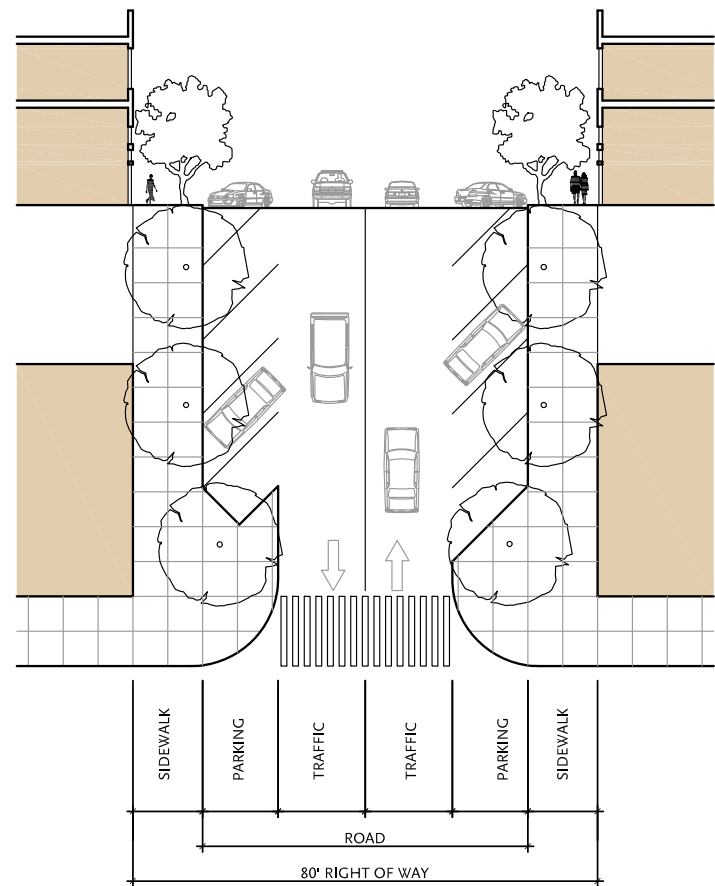 SIDEWALK
PARKING
TRAFFIC
TRAFFIC
PARKING
SIDEWALK
ROAD
80' RIGHT OF WAY